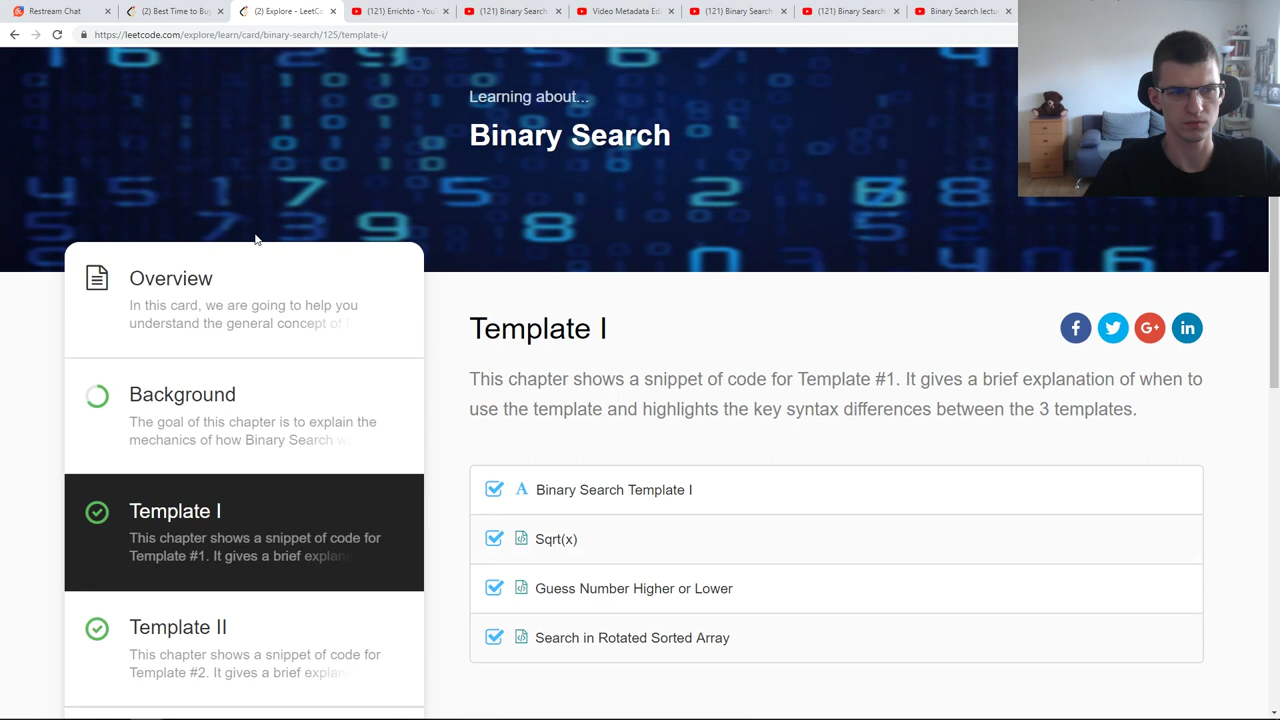 Restream Chat
(2) Best Time to Bu
(2) Explore - LeetCo
(121) Errichto - You
(121) Binary Search
Video Metadata Edi
(121) Binary Search
(121) Binary Search
Binary Search lectur
https://leetcode.com/explore/learn/card/binary-search/125/template-i/
Learning about...
Binary Search
Overview
In this card, we are going to help you
understand the general concept of
Background
The goal of this chapter is to explain the
mechanics of how Binary Search w
Template I
This chapter shows a snippet of code for
Template #1. It gives a brief explan
Template II
This chapter shows a snippet of code for
Template #2. It gives a brief explan
Template I
This chapter shows a snippet of code for Template #1. It gives a brief explanation of when to
use the template and highlights the key syntax differences between the 3 templates.
A Binary Search Template I
Sqrt(x)
Guess Number Higher or Lower
Search in Rotated Sorted Array